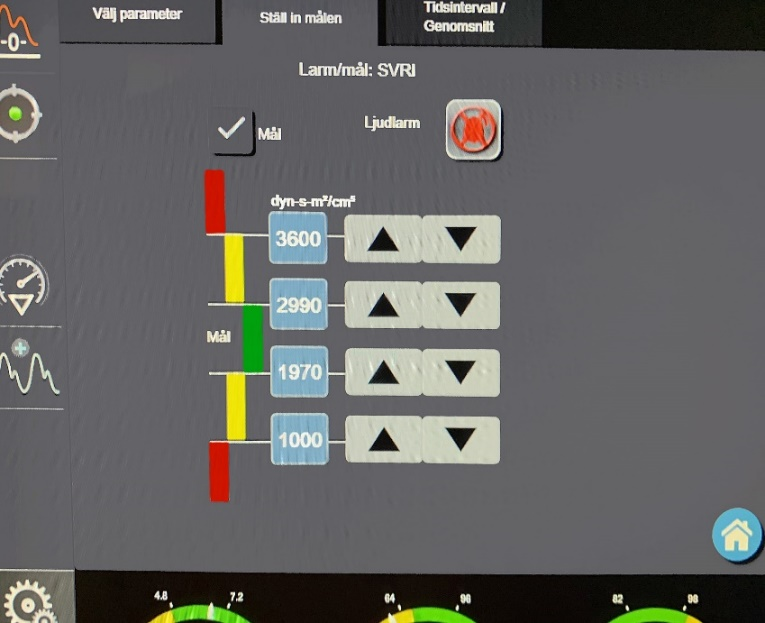 Välj parameter
Ställ in målen
Tidsintervall /
Genomsnitt
-0-
Larm/mål: SVRI
Mål
Ljudlarm
dyn-s-m²/cm⁵
3600
2990
Mål
1970
1000
4.8 7.2
64 96
82 98